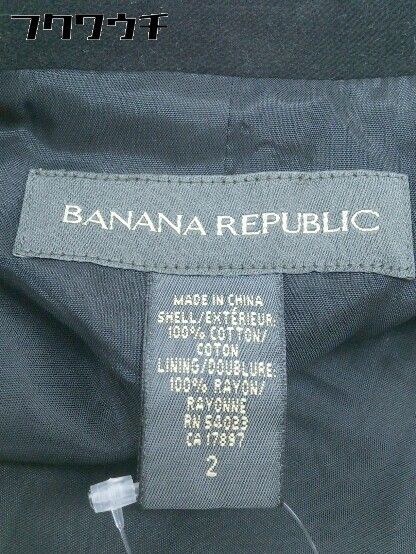 フクワウチ
BANANA REPUBLIC
MADE IN CHINA
SHELL/EXTÉRIEUR:
100% COTTON/
COTON
LINING/DOUBLURE:
100% RAYON/
RAYONNE
RN 54023
CA 17897
2